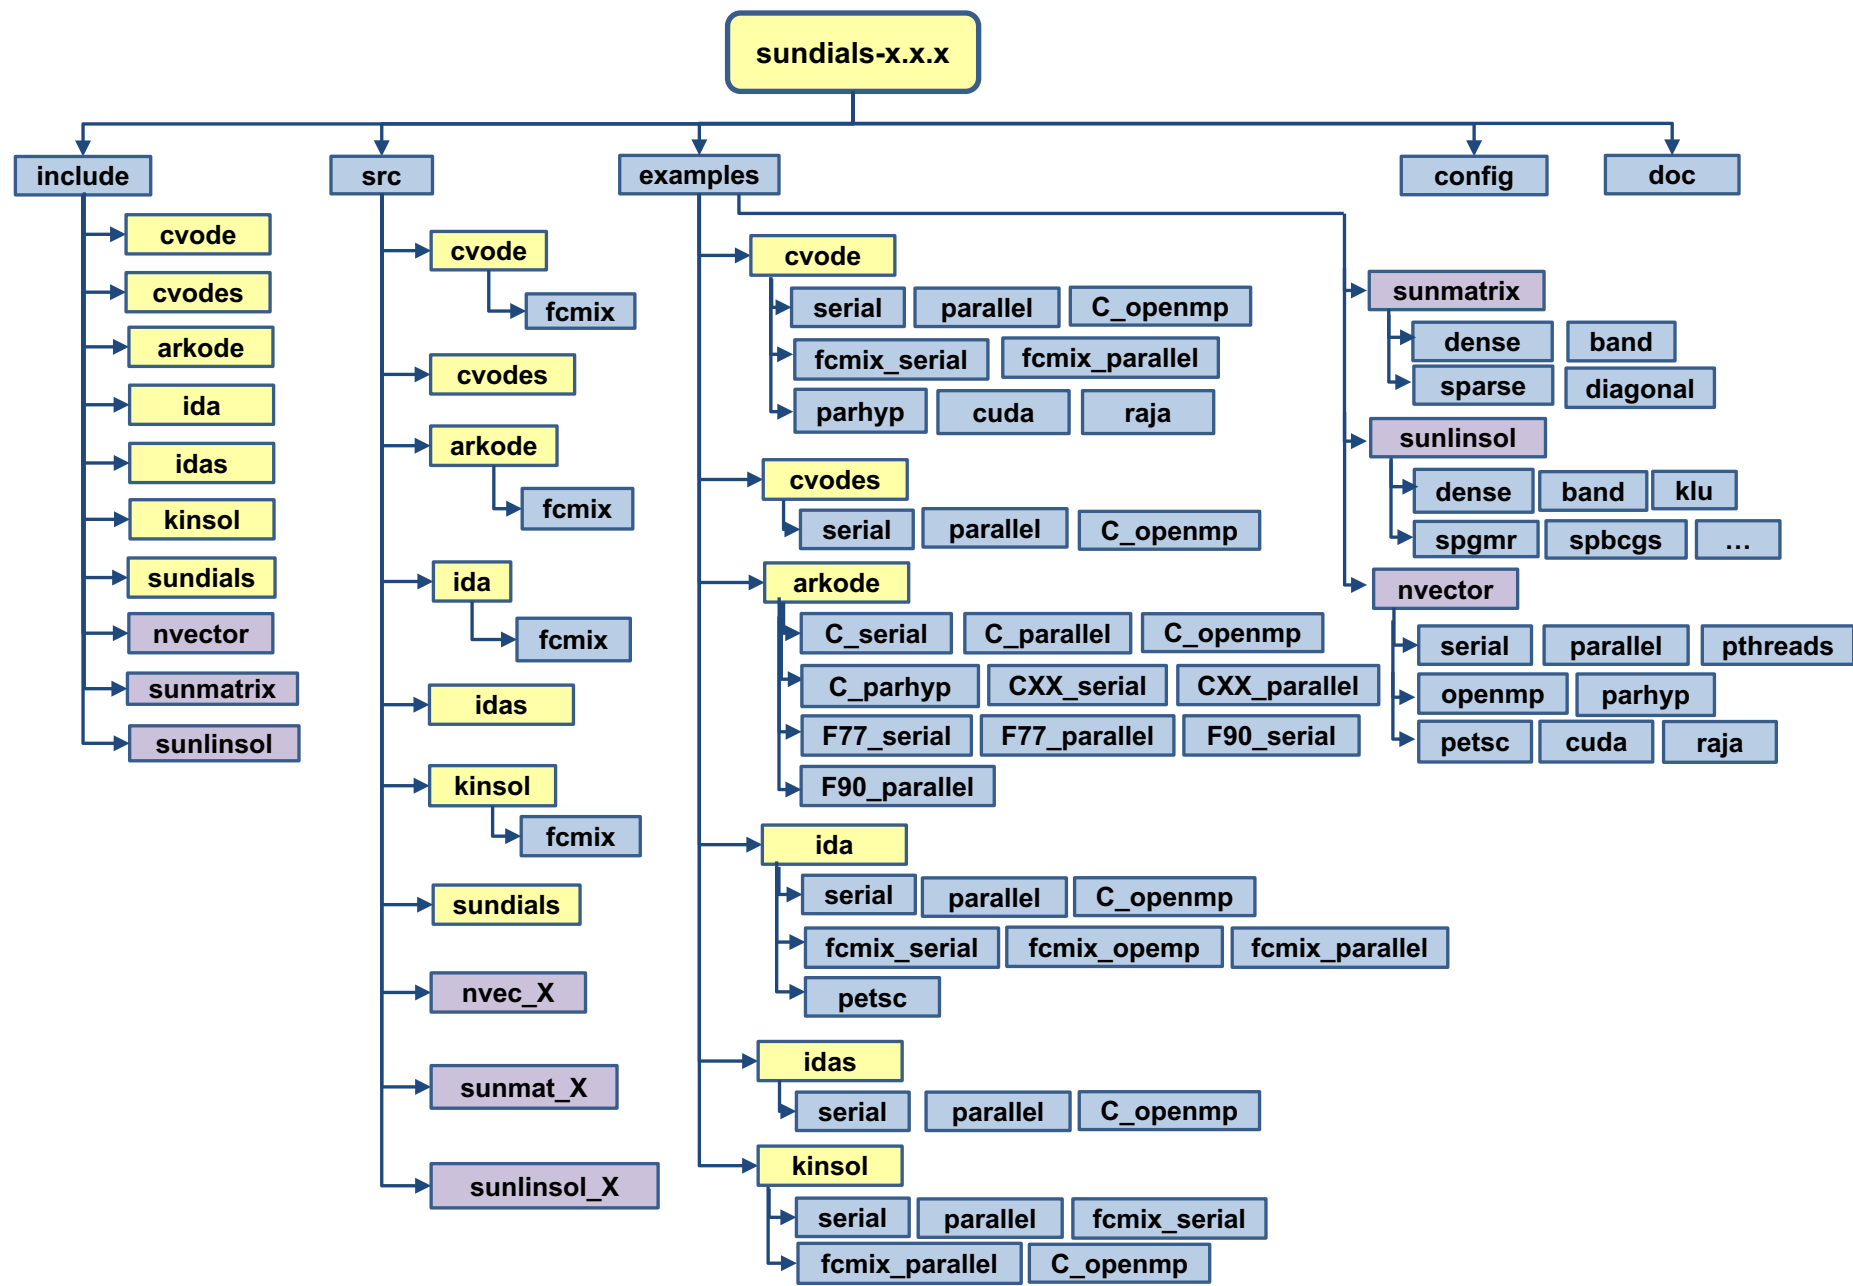 sundials-x.x.x
include
src
examples
config
doc
cvode
cvodes
arkode
ida
idas
kinsol
sundials
nvector
sunmatrix
sunlinsol
cvode
fcmix
cvodes
arkode
fcmix
ida
fcmix
idas
kinsol
fcmix
sundials
nvec_X
sunmat_X
sunlinsol_X
cvode
serial parallel C_openmp
fcmix_serial fcmix_parallel
parhyp cuda raja
cvodes
serial parallel C_openmp
arkode
C_serial C_parallel C_openmp
C_parhyp CXX_serial CXX_parallel
F77_serial F77_parallel F90_serial
F90_parallel
ida
serial parallel C_openmp
fcmix_serial fcmix_opemp fcmix_parallel
petsc
idas
serial parallel C_openmp
kinsol
serial parallel fcmix_serial
fcmix_parallel C_openmp
sunmatrix
dense band
sparse diagonal
sunlinsol
dense band klu
spgmr spbcgs …
nvector
serial parallel pthreads
openmp parhyp
petsc cuda raja